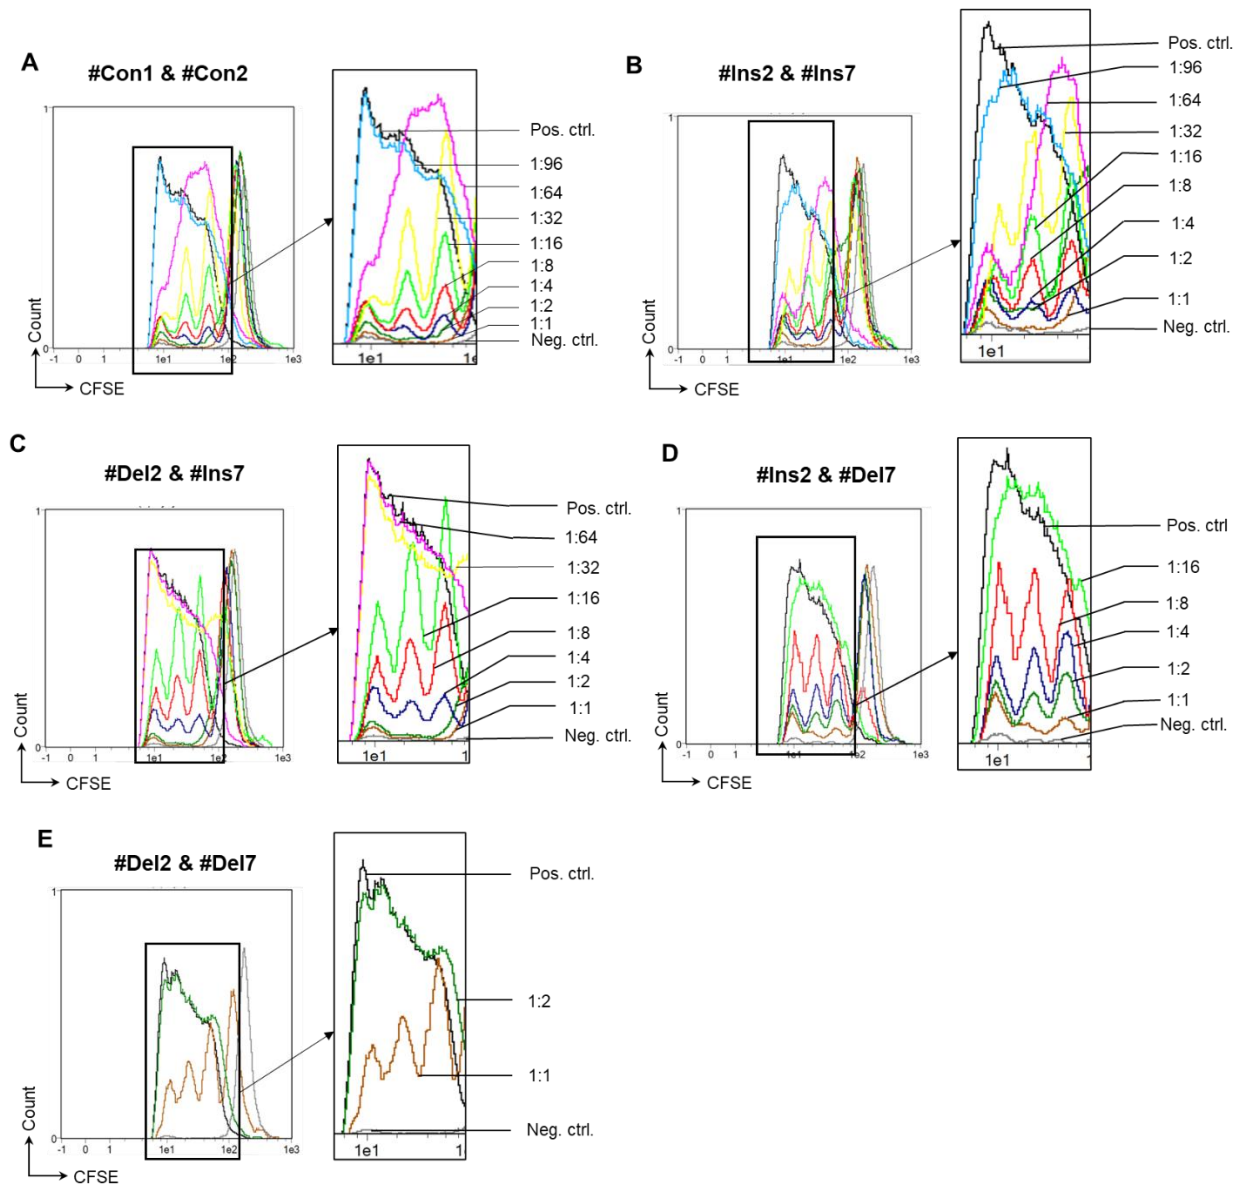 A
#Con1 & #Con2
1
0
-1
0
1
1e1
1e2
1e3
Count
CFSE
1e1
Pos. ctrl.
1:96
1:64
1:32
1:16
1:8
1:4
1:2
1:1
Neg. ctrl.
B
#Ins2 & #Ins7
1
0
-1
0
1
1e1
1e2
1e3
Count
CFSE
1e1
Pos. ctrl.
1:96
1:64
1:32
1:16
1:8
1:4
1:2
1:1
Neg. ctrl.
C
#Del2 & #Ins7
1
0
-1
0
1
1e1
1e2
1e3
Count
CFSE
1e1
1
Pos. ctrl.
1:64
1:32
1:16
1:8
1:4
1:2
1:1
Neg. ctrl.
D
#Ins2 & #Del7
1
0
-1
0
1
1e1
1e2
1e3
Count
CFSE
1e1
Pos. ctrl
1:16
1:8
1:4
1:2
1:1
Neg. ctrl.
E
#Del2 & #Del7
1
0
-1
0
1
1e1
1e2
1e3
Count
CFSE
1e1
1
Pos. ctrl.
1:2
1:1
Neg. ctrl.